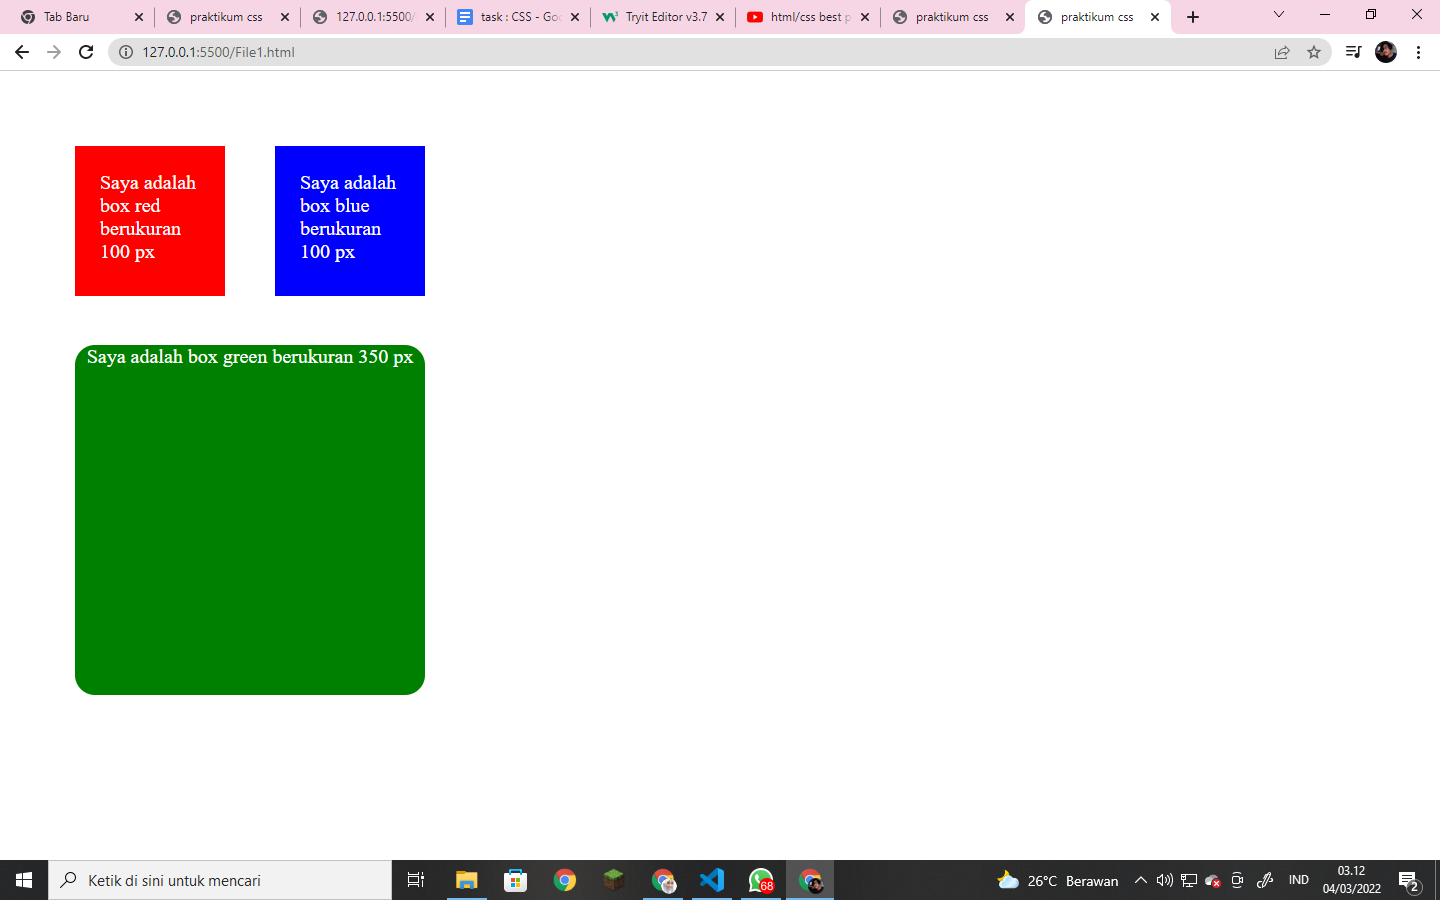 Tab Baru
praktikum css
127.0.0.1:5500/
task : CSS - Goo
Tryit Editor v3.7
html/css best p
praktikum css
praktikum css
127.0.0.1:5500/File1.html
Saya adalah
box red
berukuran
100 px
Saya adalah
box blue
berukuran
100 px
Saya adalah box green berukuran 350 px
Ketik di sini untuk mencari
68
26°C Berawan
IND
03.12
04/03/2022
2